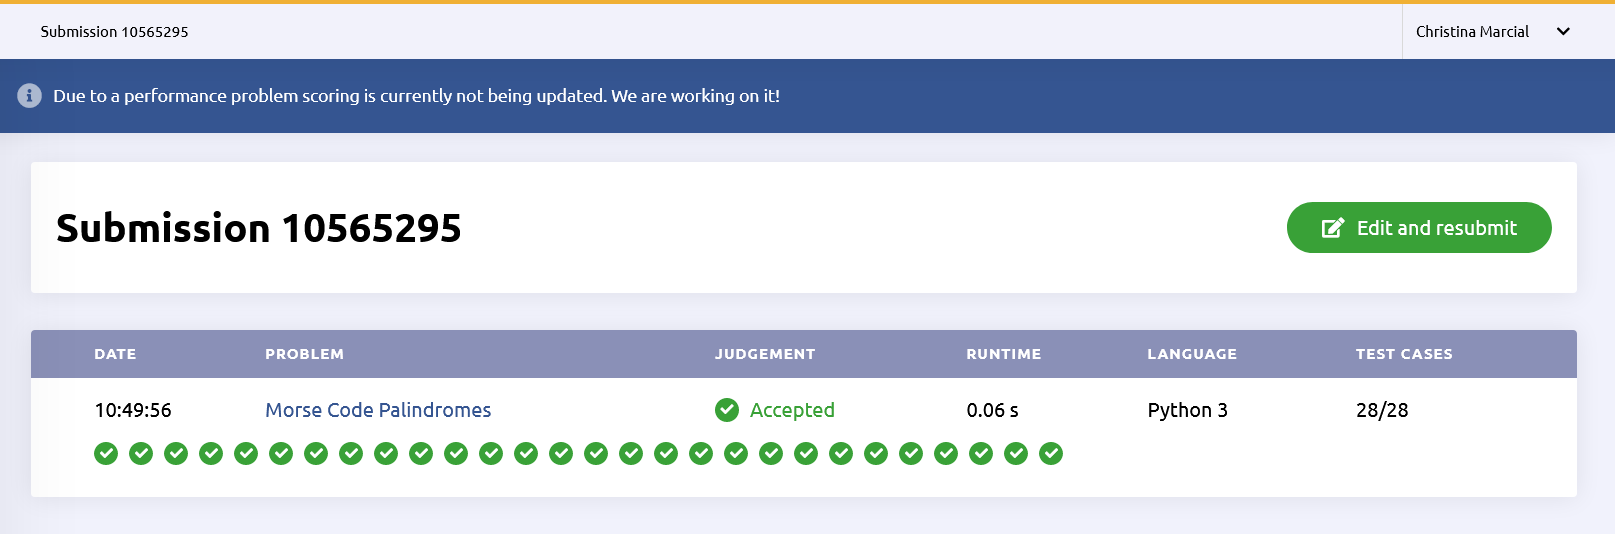 Submission 10565295
Christina Marcial
Due to a performance problem scoring is currently not being updated. We are working on it!
Submission 10565295
Edit and resubmit
DATE PROBLEM JUDGEMENT RUNTIME LANGUAGE TEST CASES
10:49:56 Morse Code Palindromes Accepted 0.06 s Python 3 28/28